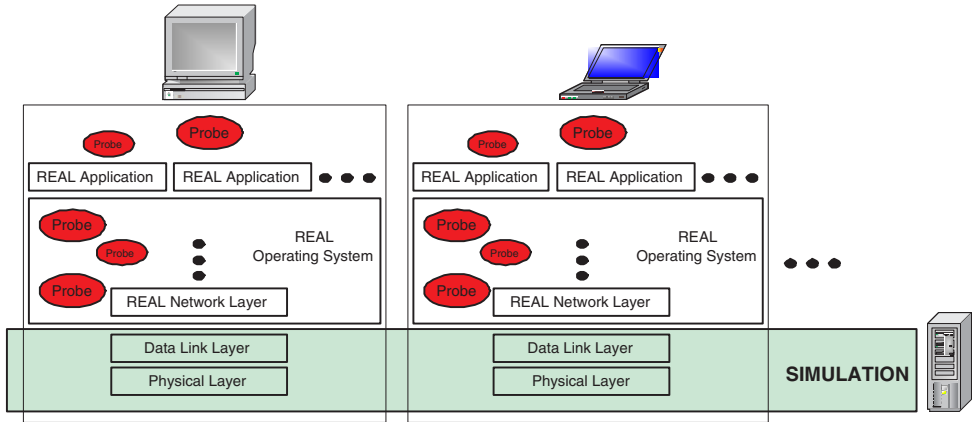 Probe
Probe
REAL Application
REAL Application
Probe
Probe
Probe
REAL
Operating System
REAL Network Layer
Data Link Layer
Physical Layer
Probe
Probe
REAL Application
REAL Application
Probe
Probe
Probe
REAL
Operating System
REAL Network Layer
Data Link Layer
Physical Layer
SIMULATION